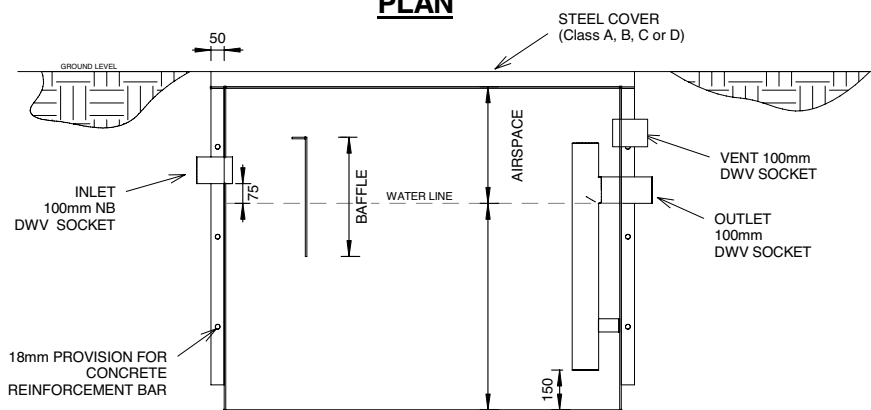 PLAN
STEEL COVER
(Class A, B, C or D)
50
GROUND LEVEL
AIRSPACE
BAFFLE
VENT 100mm
DWV SOCKET
INLET
100mm NB
DWV SOCKET
75
WATER LINE
OUTLET
100mm
DWV SOCKET
18mm PROVISION FOR
CONCRETE
REINFORCEMENT BAR
150